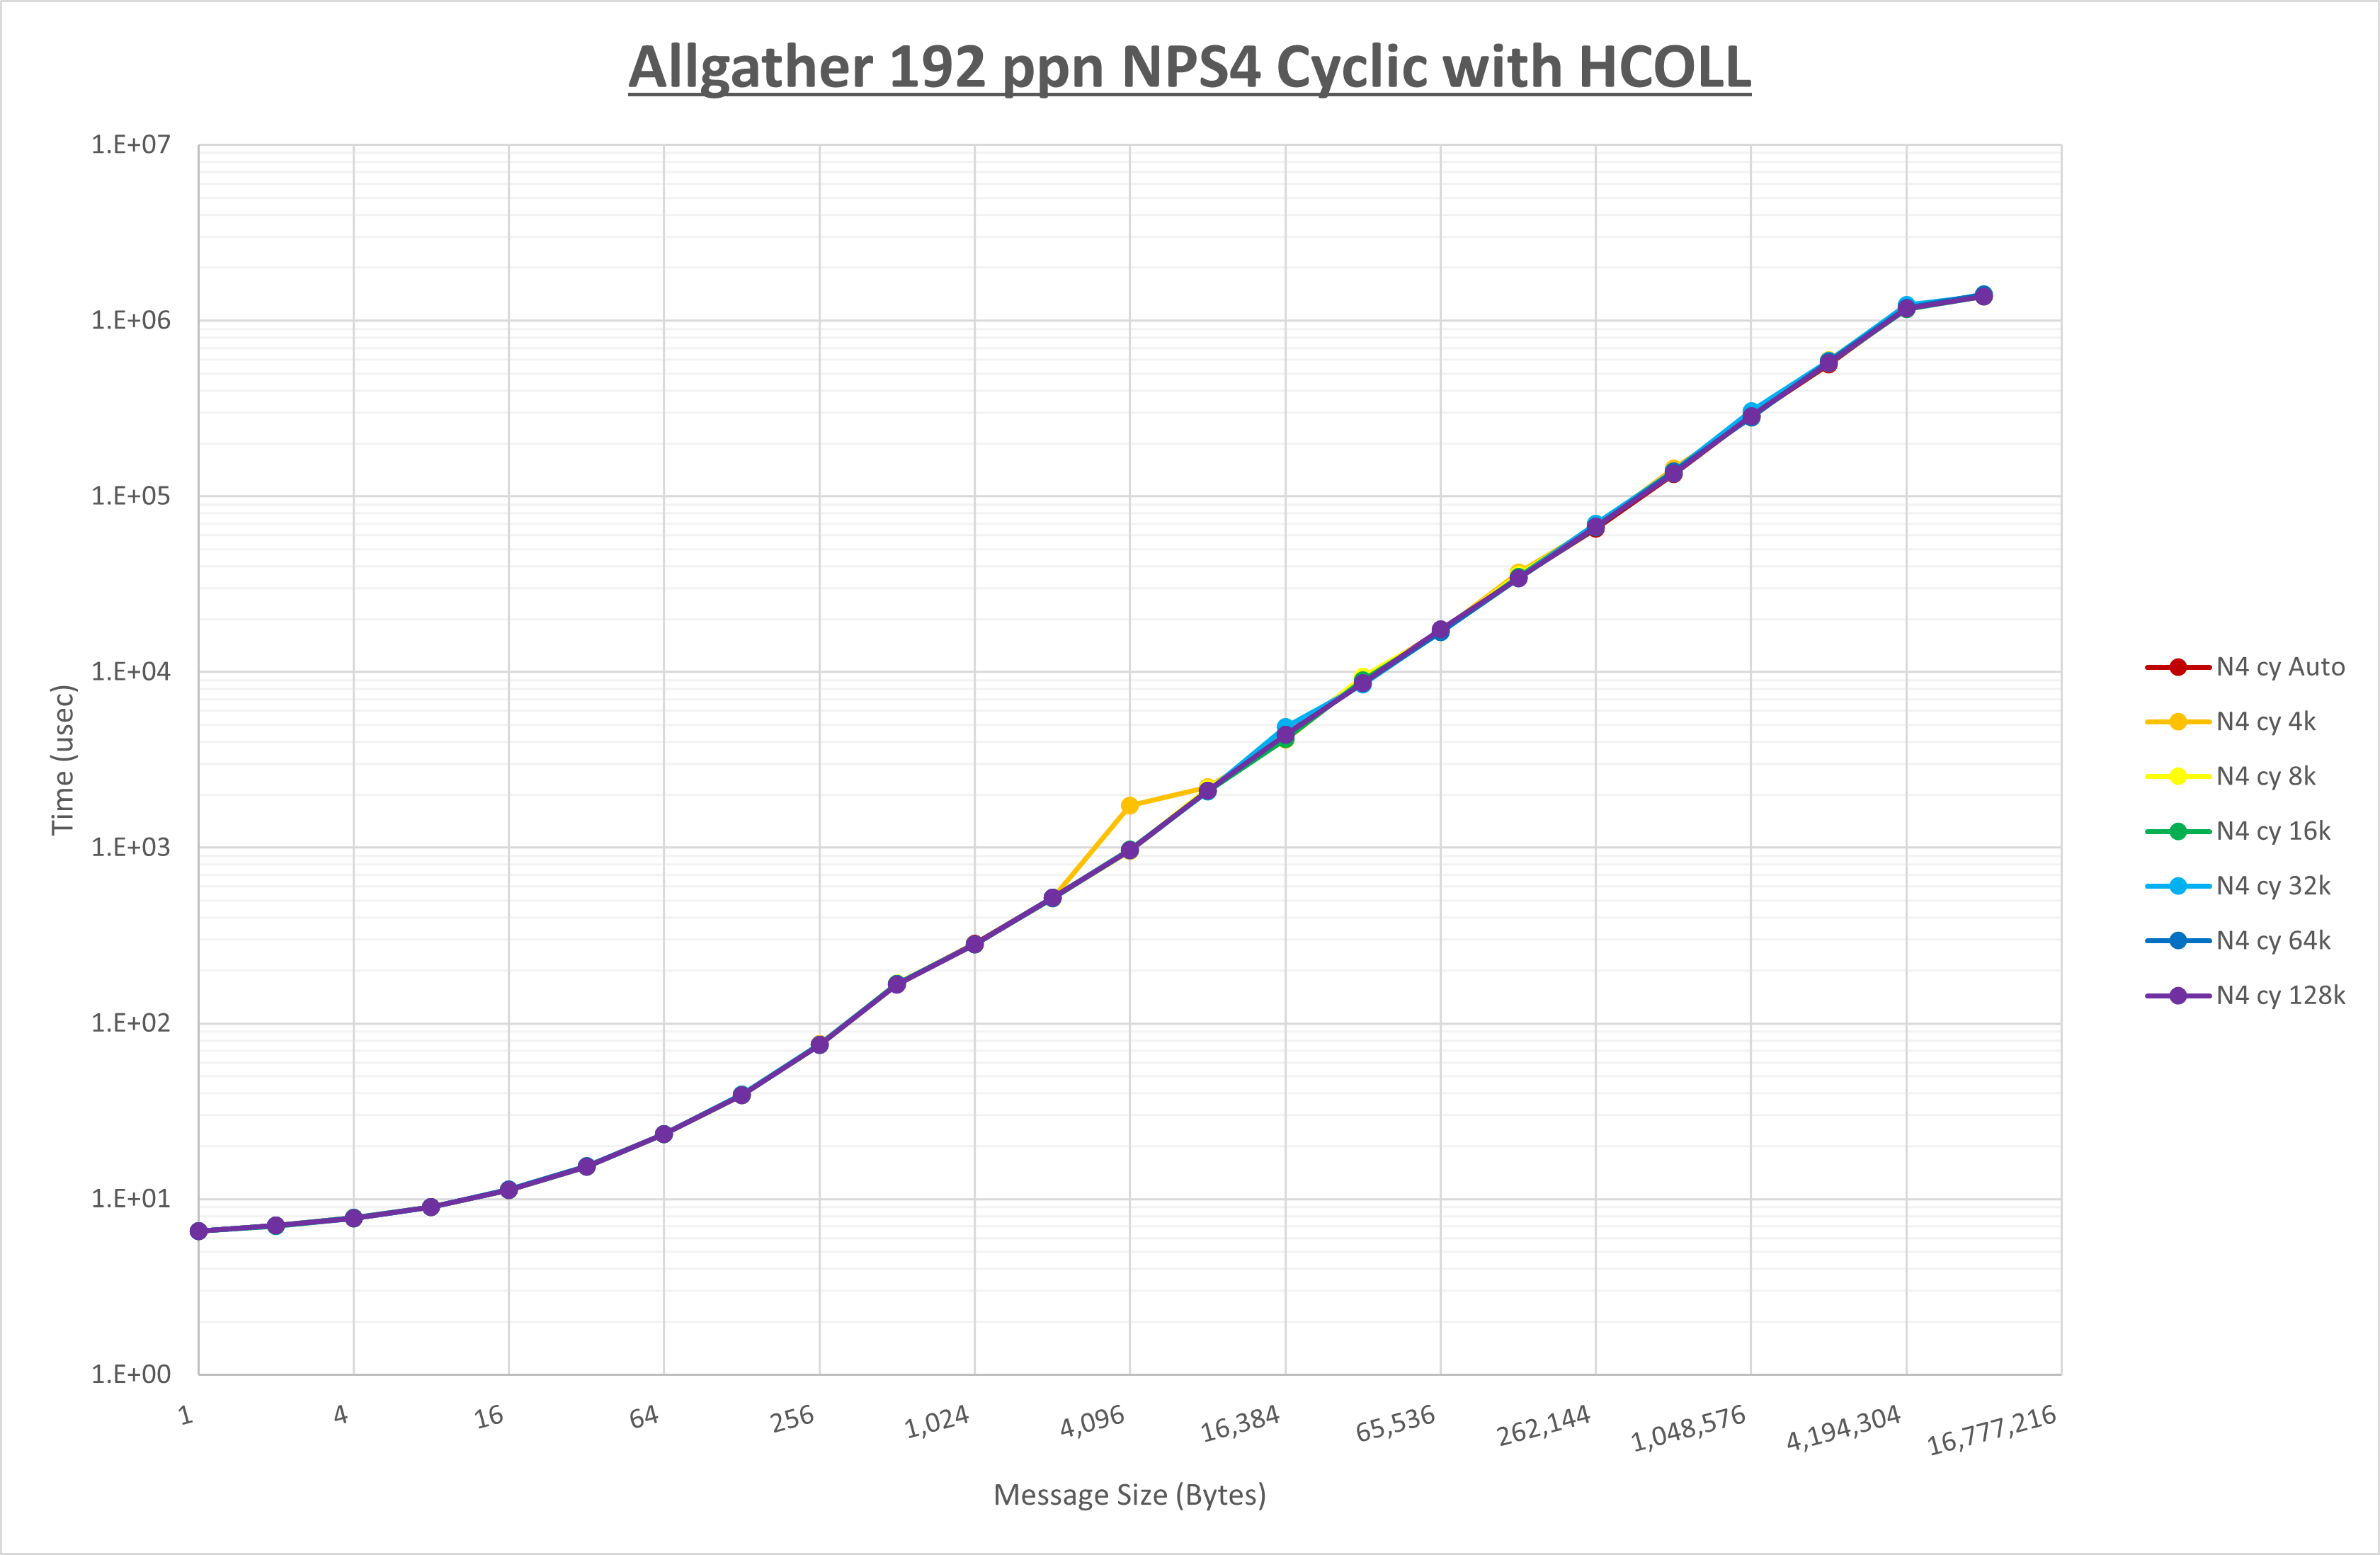 Allgather 192 ppn NPS4 Cyclic with HCOLL
1.E+07
1.E+06
1.E+05
1.E+04
1.E+03
1.E+02
1.E+01
1.E+00
Time (usec)
1
4
16
64
256
1,024
4,096
16,384
65,536
262,144
1,048,576
4,194,304
16,777,216
Message Size (Bytes)
N4 cy Auto
N4 cy 4k
N4 cy 8k
N4 cy 16k
N4 cy 32k
N4 cy 64k
N4 cy 128k